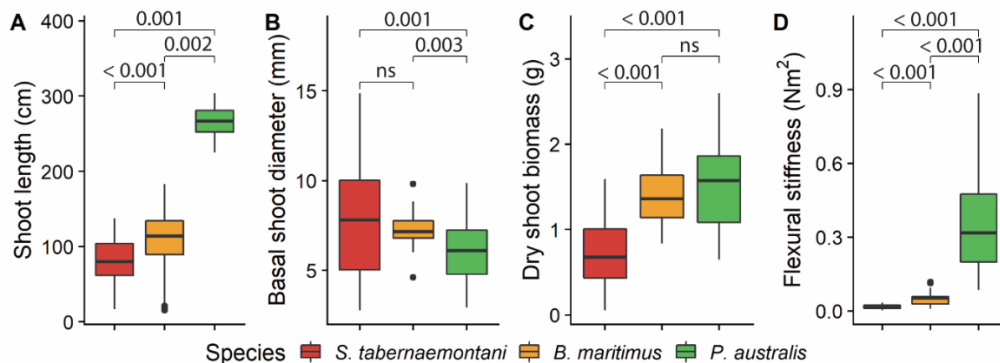 A
Shoot length (cm)
400
300
200
100
0
0.001
0.002
< 0.001
B
Basal shoot diameter (mm)
15
10
5
0.001
0.003
ns
C
Dry shoot biomass (g)
3
2
1
0
< 0.001
ns
< 0.001
D
Flexural stiffness (Nm²)
0.9
0.6
0.3
0.0
< 0.001
< 0.001
< 0.001
Species S. tabernaemontani B. maritimus P. australis